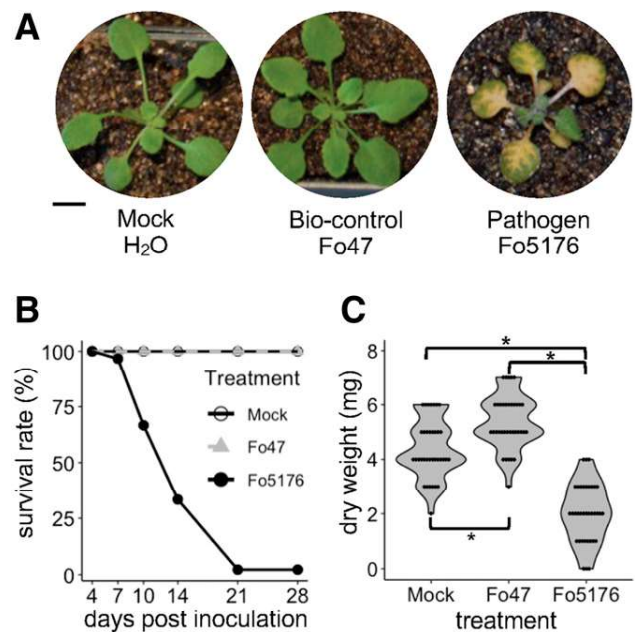 A
Mock
H₂O
Bio-control
Fo47
Pathogen
Fo5176
B
survival rate (%)
100
75
50
25
0
Treatment
Mock
Fo47
Fo5176
4 7 10 14 21 28
days post inoculation
C
dry weight (mg)
8
6
4
2
0
*
*
*
Mock Fo47 Fo5176
treatment